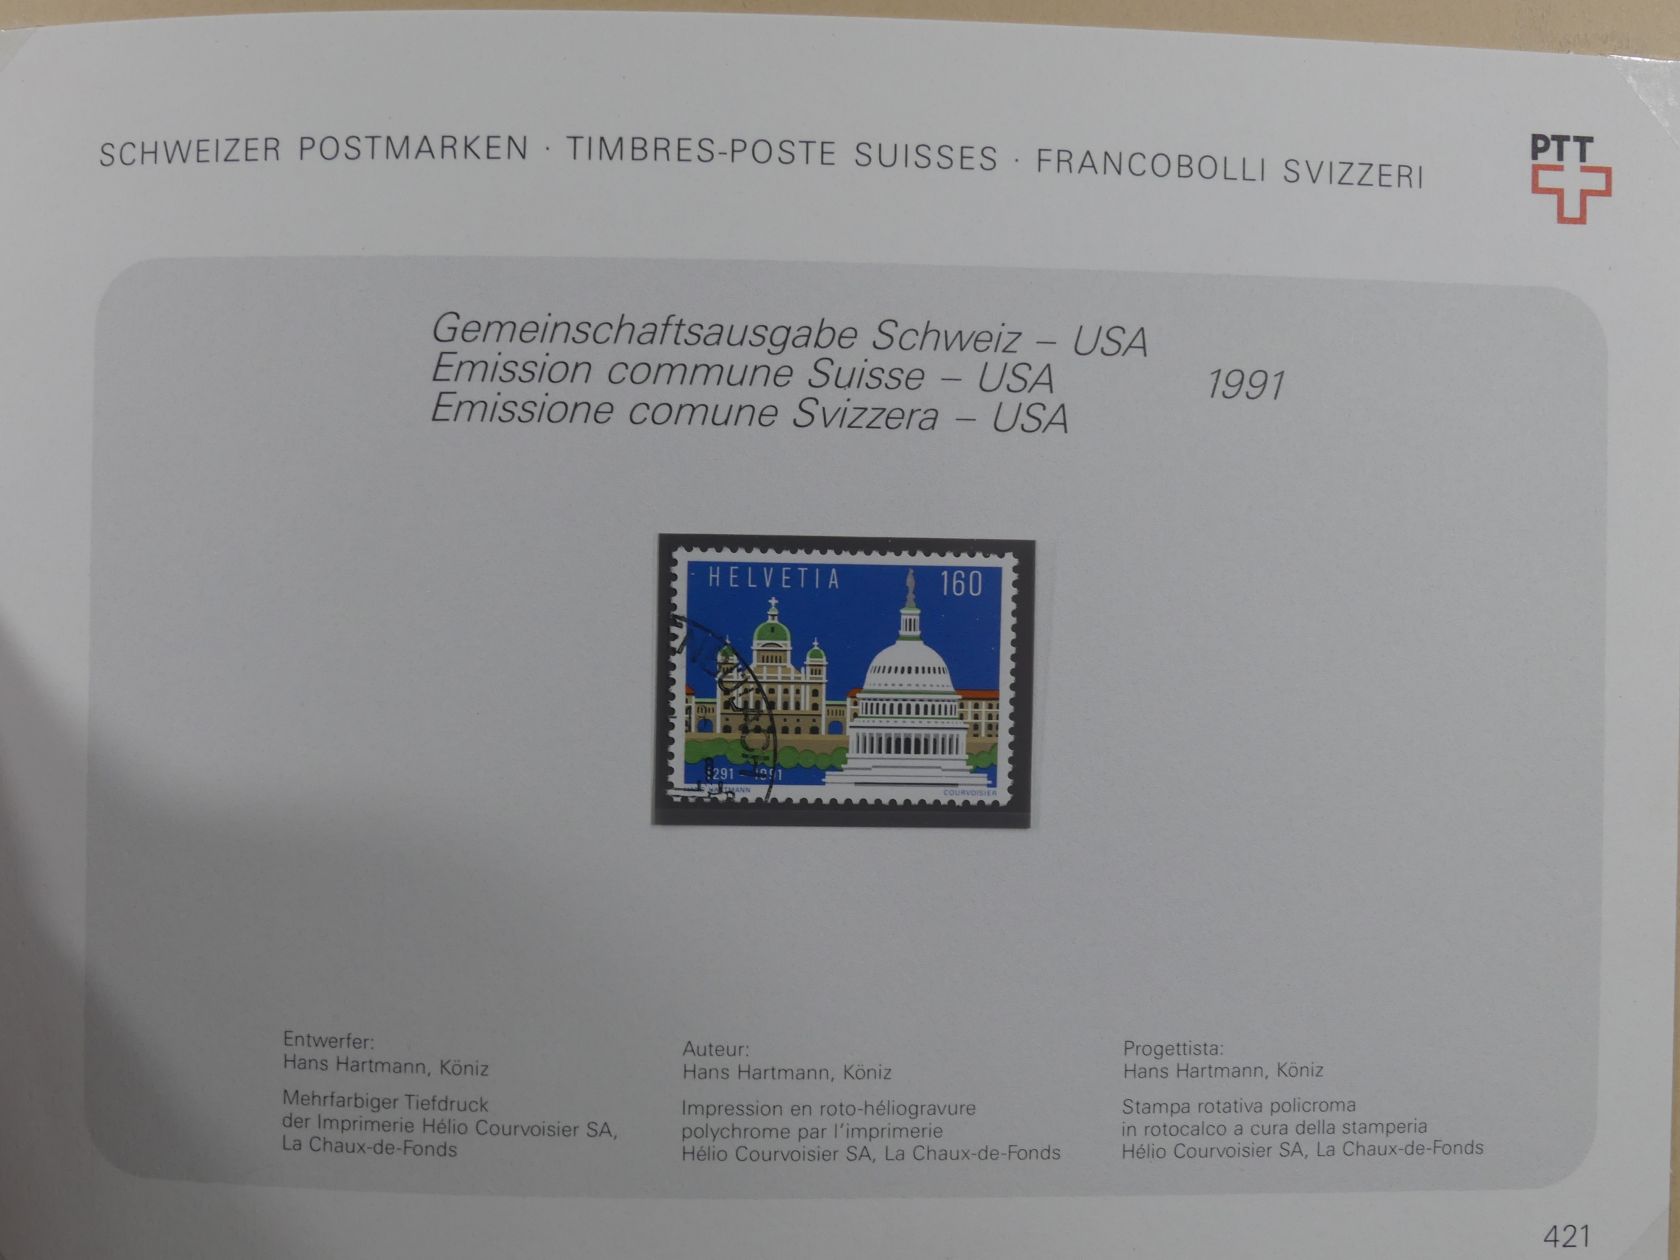 SCHWEIZER POSTMARKEN · TIMBRES-POSTE SUISSES · FRANCOBOLLI SVIZZERI
PTT
Gemeinschaftsausgabe Schweiz – USA
Emission commune Suisse – USA
1991
Emissione comune Svizzera – USA
HELVETIA 160
1291 – 1991
HANS HARTMANN
COURVOISIER
Entwerfer:
Hans Hartmann, Köniz
Mehrfarbiger Tiefdruck
der Imprimerie Hélio Courvoisier SA,
La Chaux-de-Fonds
Auteur:
Hans Hartmann, Köniz
Impression en roto-héliogravure
polychrome par l'imprimerie
Hélio Courvoisier SA, La Chaux-de-Fonds
Progettista:
Hans Hartmann, Köniz
Stampa rotativa policroma
in rotocalco a cura della stamperia
Hélio Courvoisier SA, La Chaux-de-Fonds
421